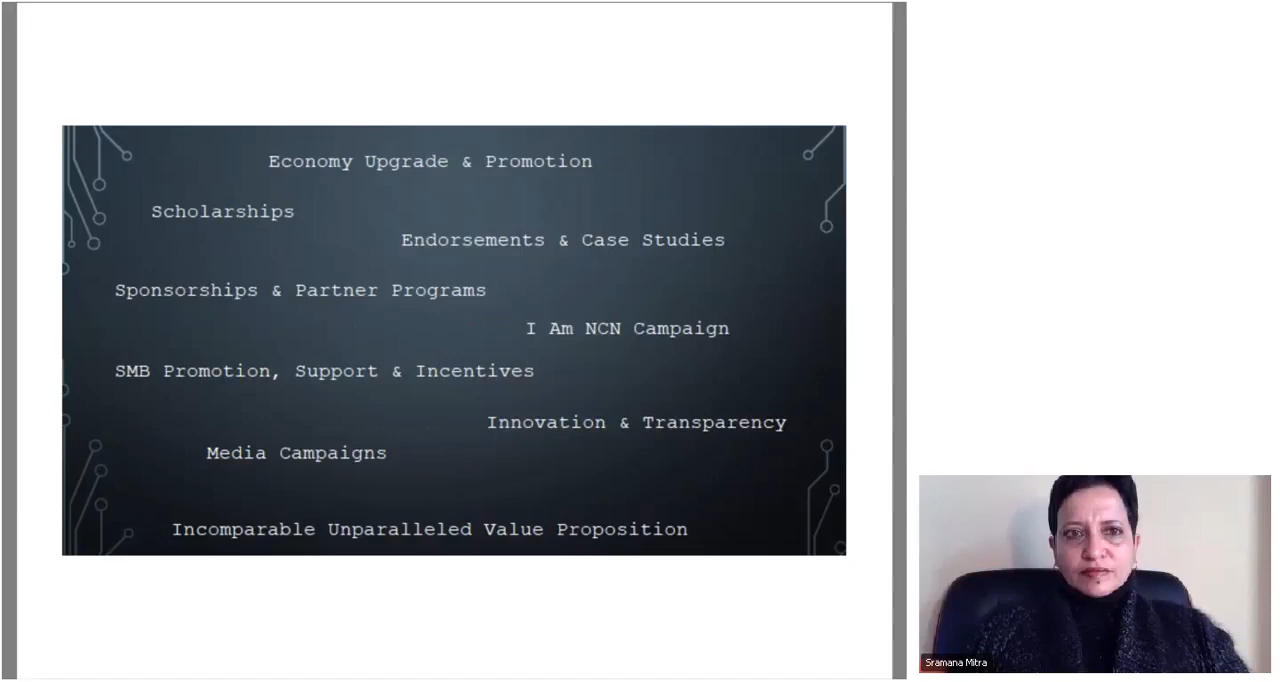 Economy Upgrade & Promotion
Scholarships
Endorsements & Case Studies
Sponsorships & Partner Programs
I Am NCN Campaign
SMB Promotion, Support & Incentives
Innovation & Transparency
Media Campaigns
Incomparable Unparalleled Value Proposition
Sramana Mitra